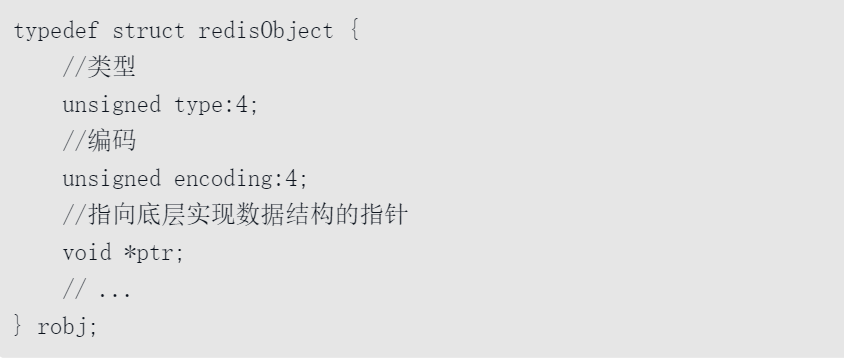 typedef struct redisObject {
    //类型
    unsigned type:4;
    //编码
    unsigned encoding:4;
    //指向底层实现数据结构的指针
    void *ptr;
    // ...
} robj;